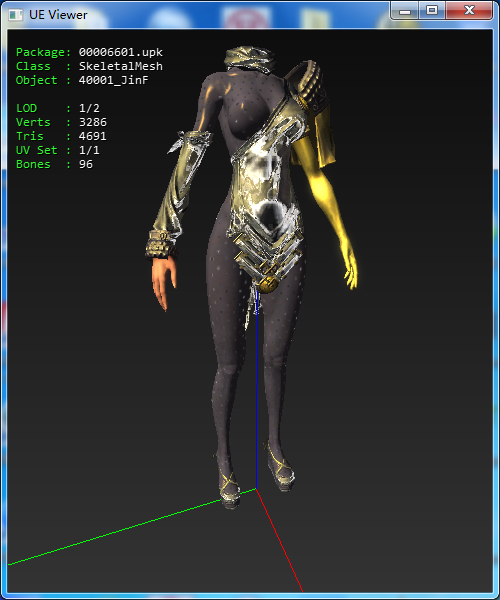 UE Viewer
Package: 00006601.upk
Class : SkeletalMesh
Object : 40001_JinF
LOD : 1/2
Verts : 3286
Tris : 4691
UV Set : 1/1
Bones : 96